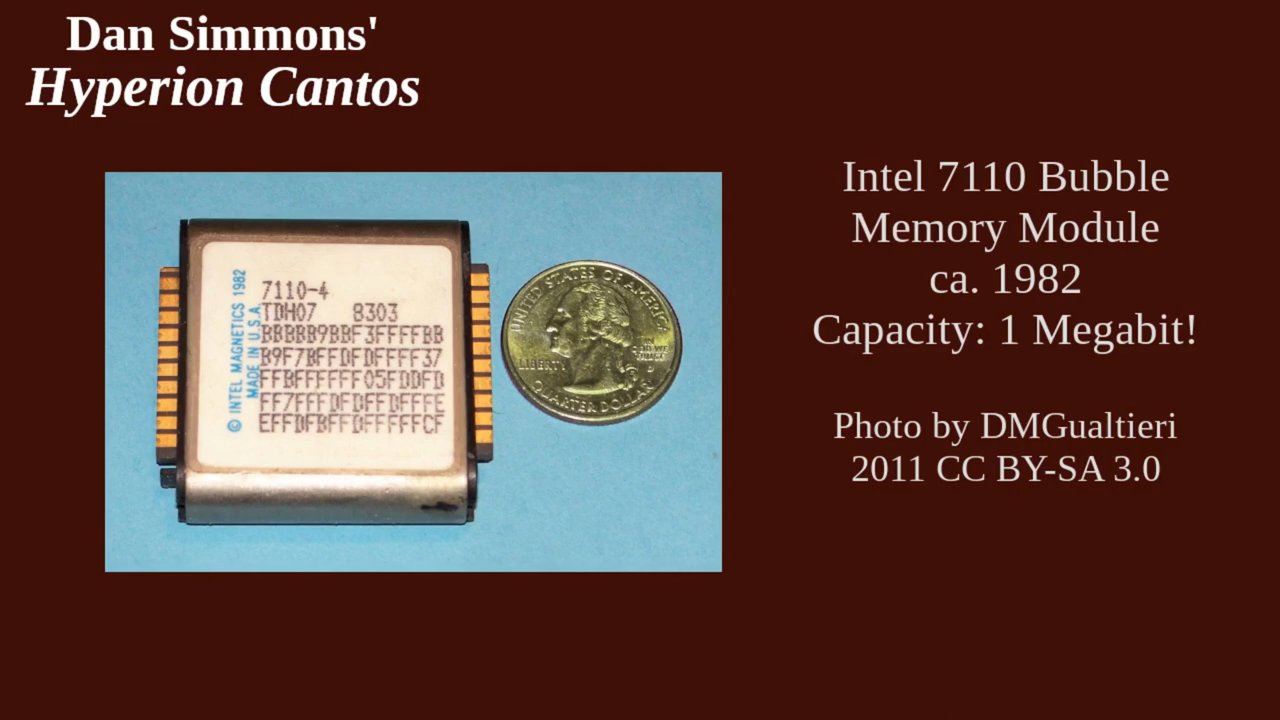 Dan Simmons'
Hyperion Cantos
Intel 7110 Bubble
Memory Module
ca. 1982
Capacity: 1 Megabit!
Photo by DMGualtieri
2011 CC BY-SA 3.0
© INTEL MAGNETICS 1982
MADE IN U.S.A.
7110-4
TDH07 8303
BBBBB9BBF3FFFFBB
B9F7BFFDFDFFFF37
FFBFFFFFF05FDDFD
FF7FFFDFDFFDFFFE
EFFDFBFFDFFFFFCF
UNITED STATES OF AMERICA
LIBERTY
QUARTER DOLLAR